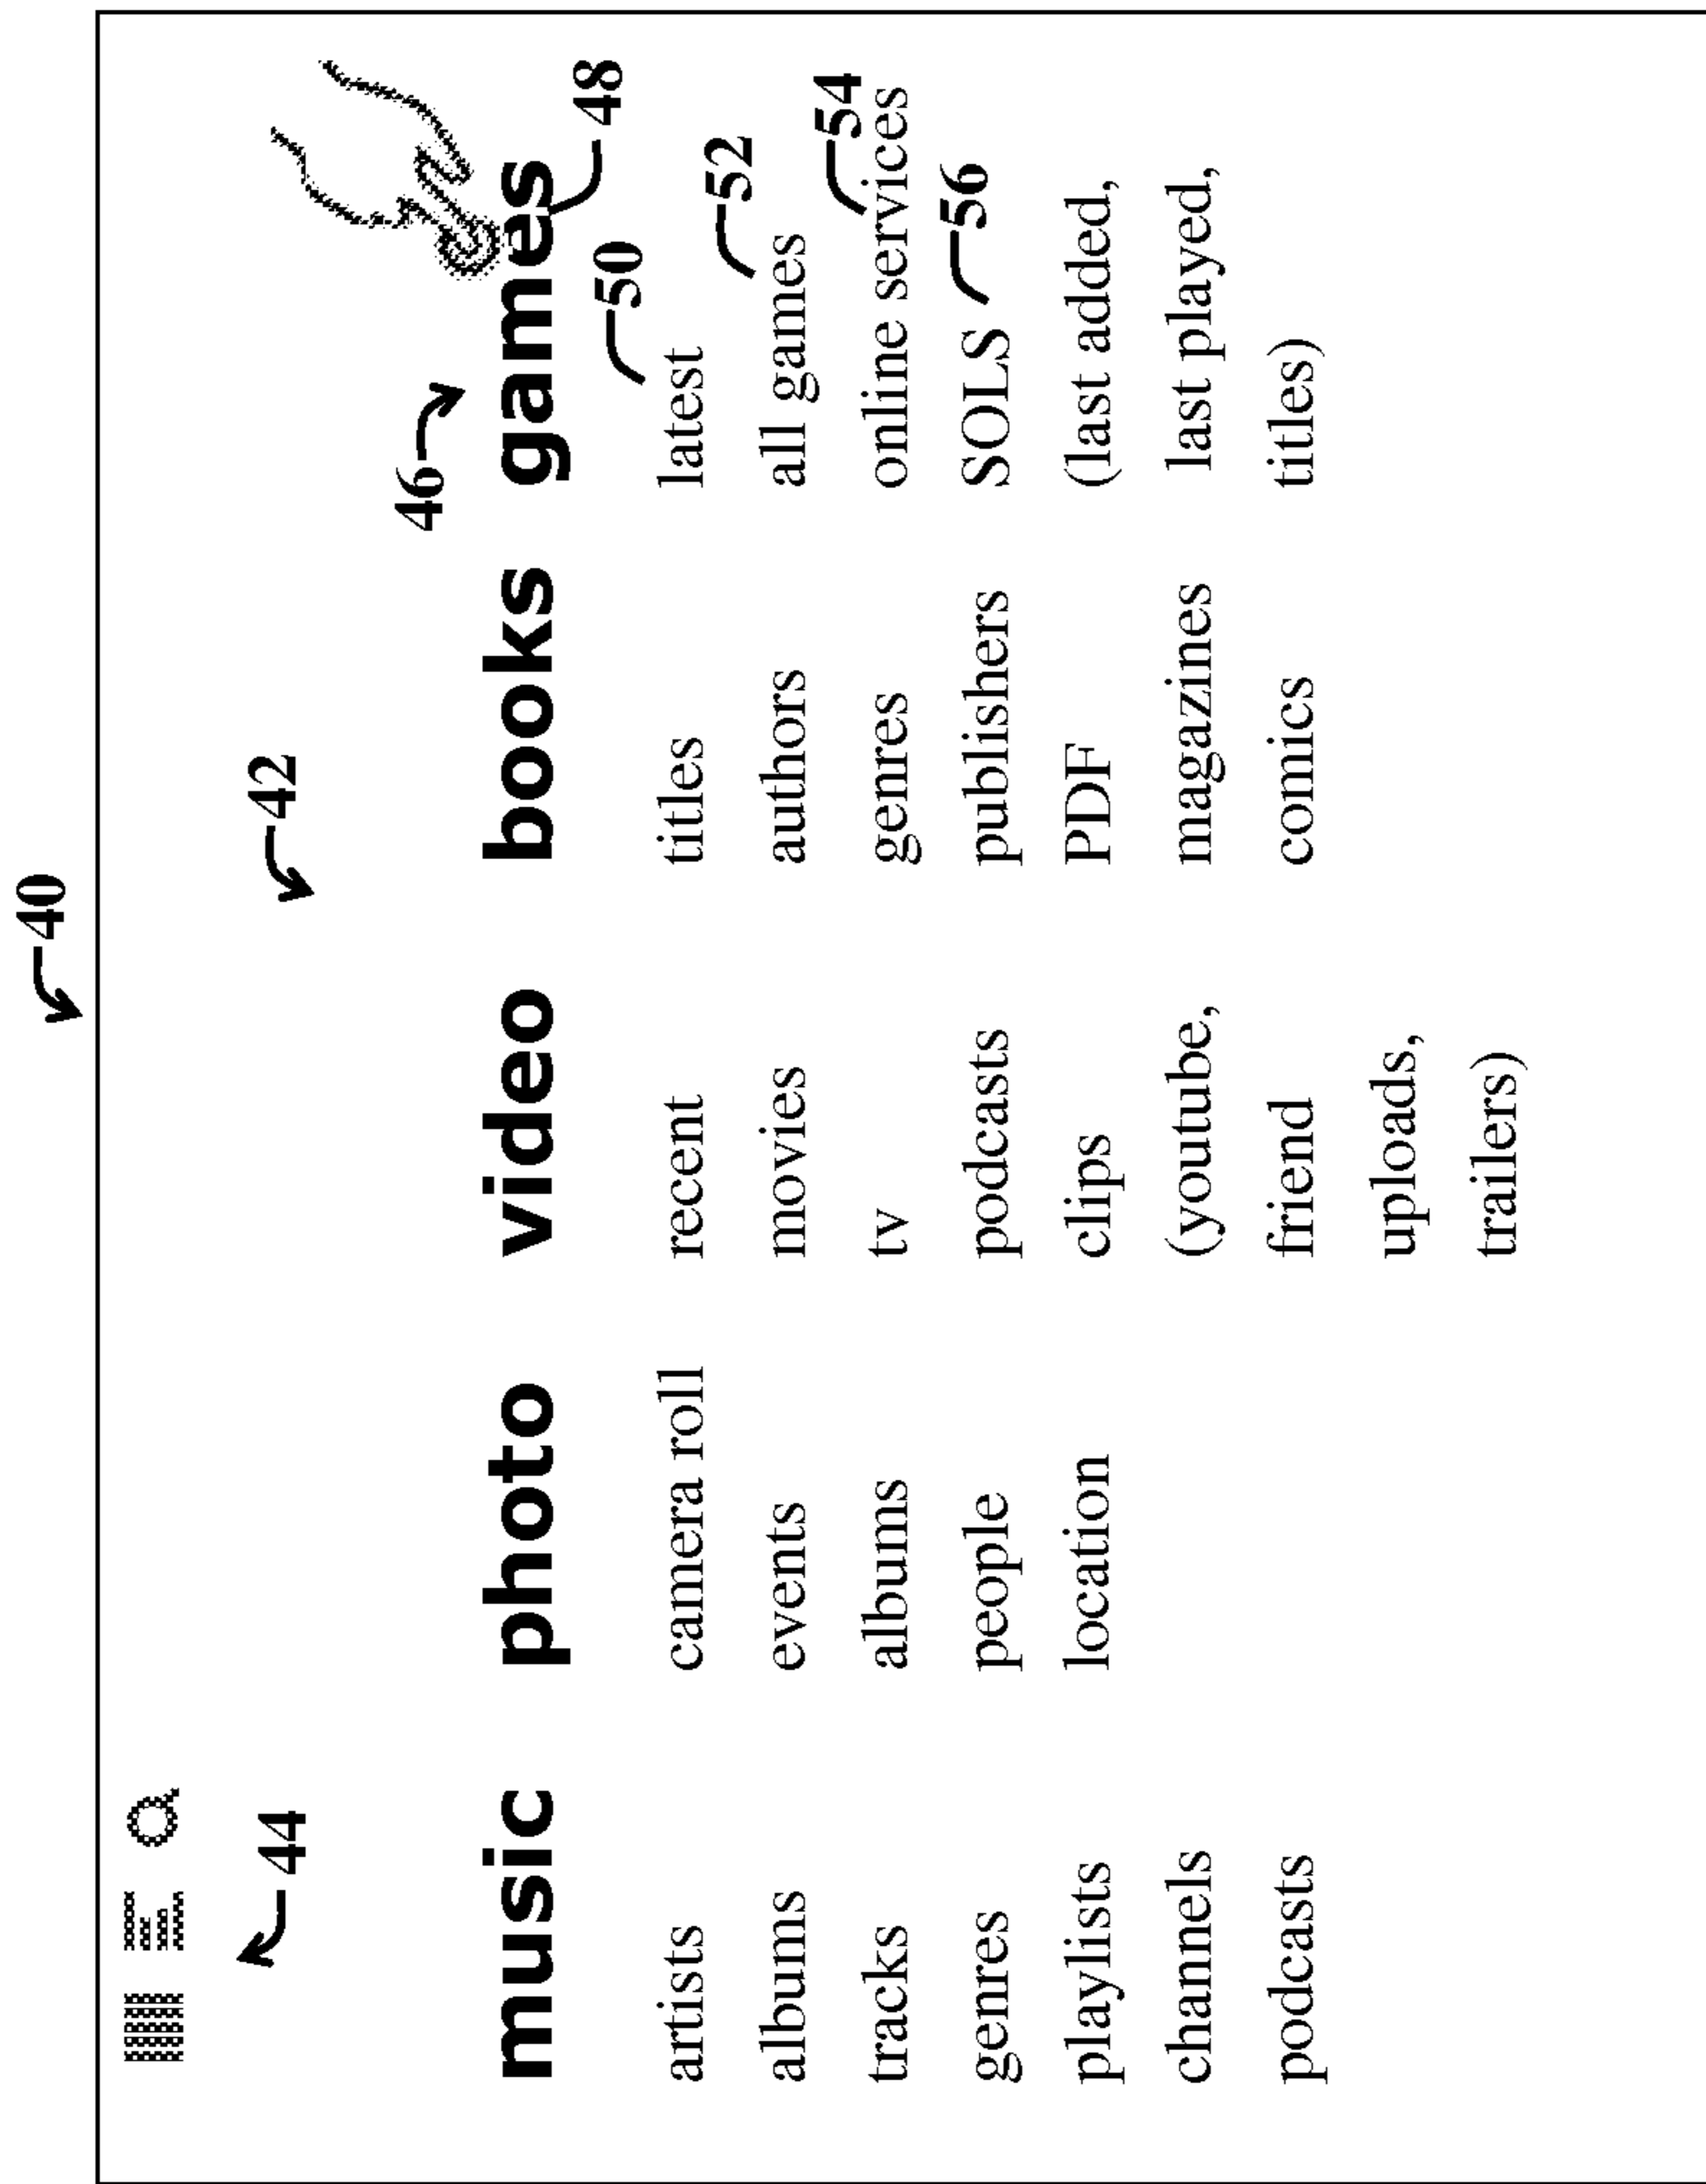 40
42
44
46
music
artists
albums
tracks
genres
playlists
channels
podcasts
photo
camera roll
events
albums
people
location
video
recent
movies
tv
podcasts
clips
(youtube,
friend
uploads,
trailers)
books
titles
authors
genres
publishers
PDF
magazines
comics
games
48
50
latest
52
all games
54
online services
SOLS
56
(last added,
last played,
titles)